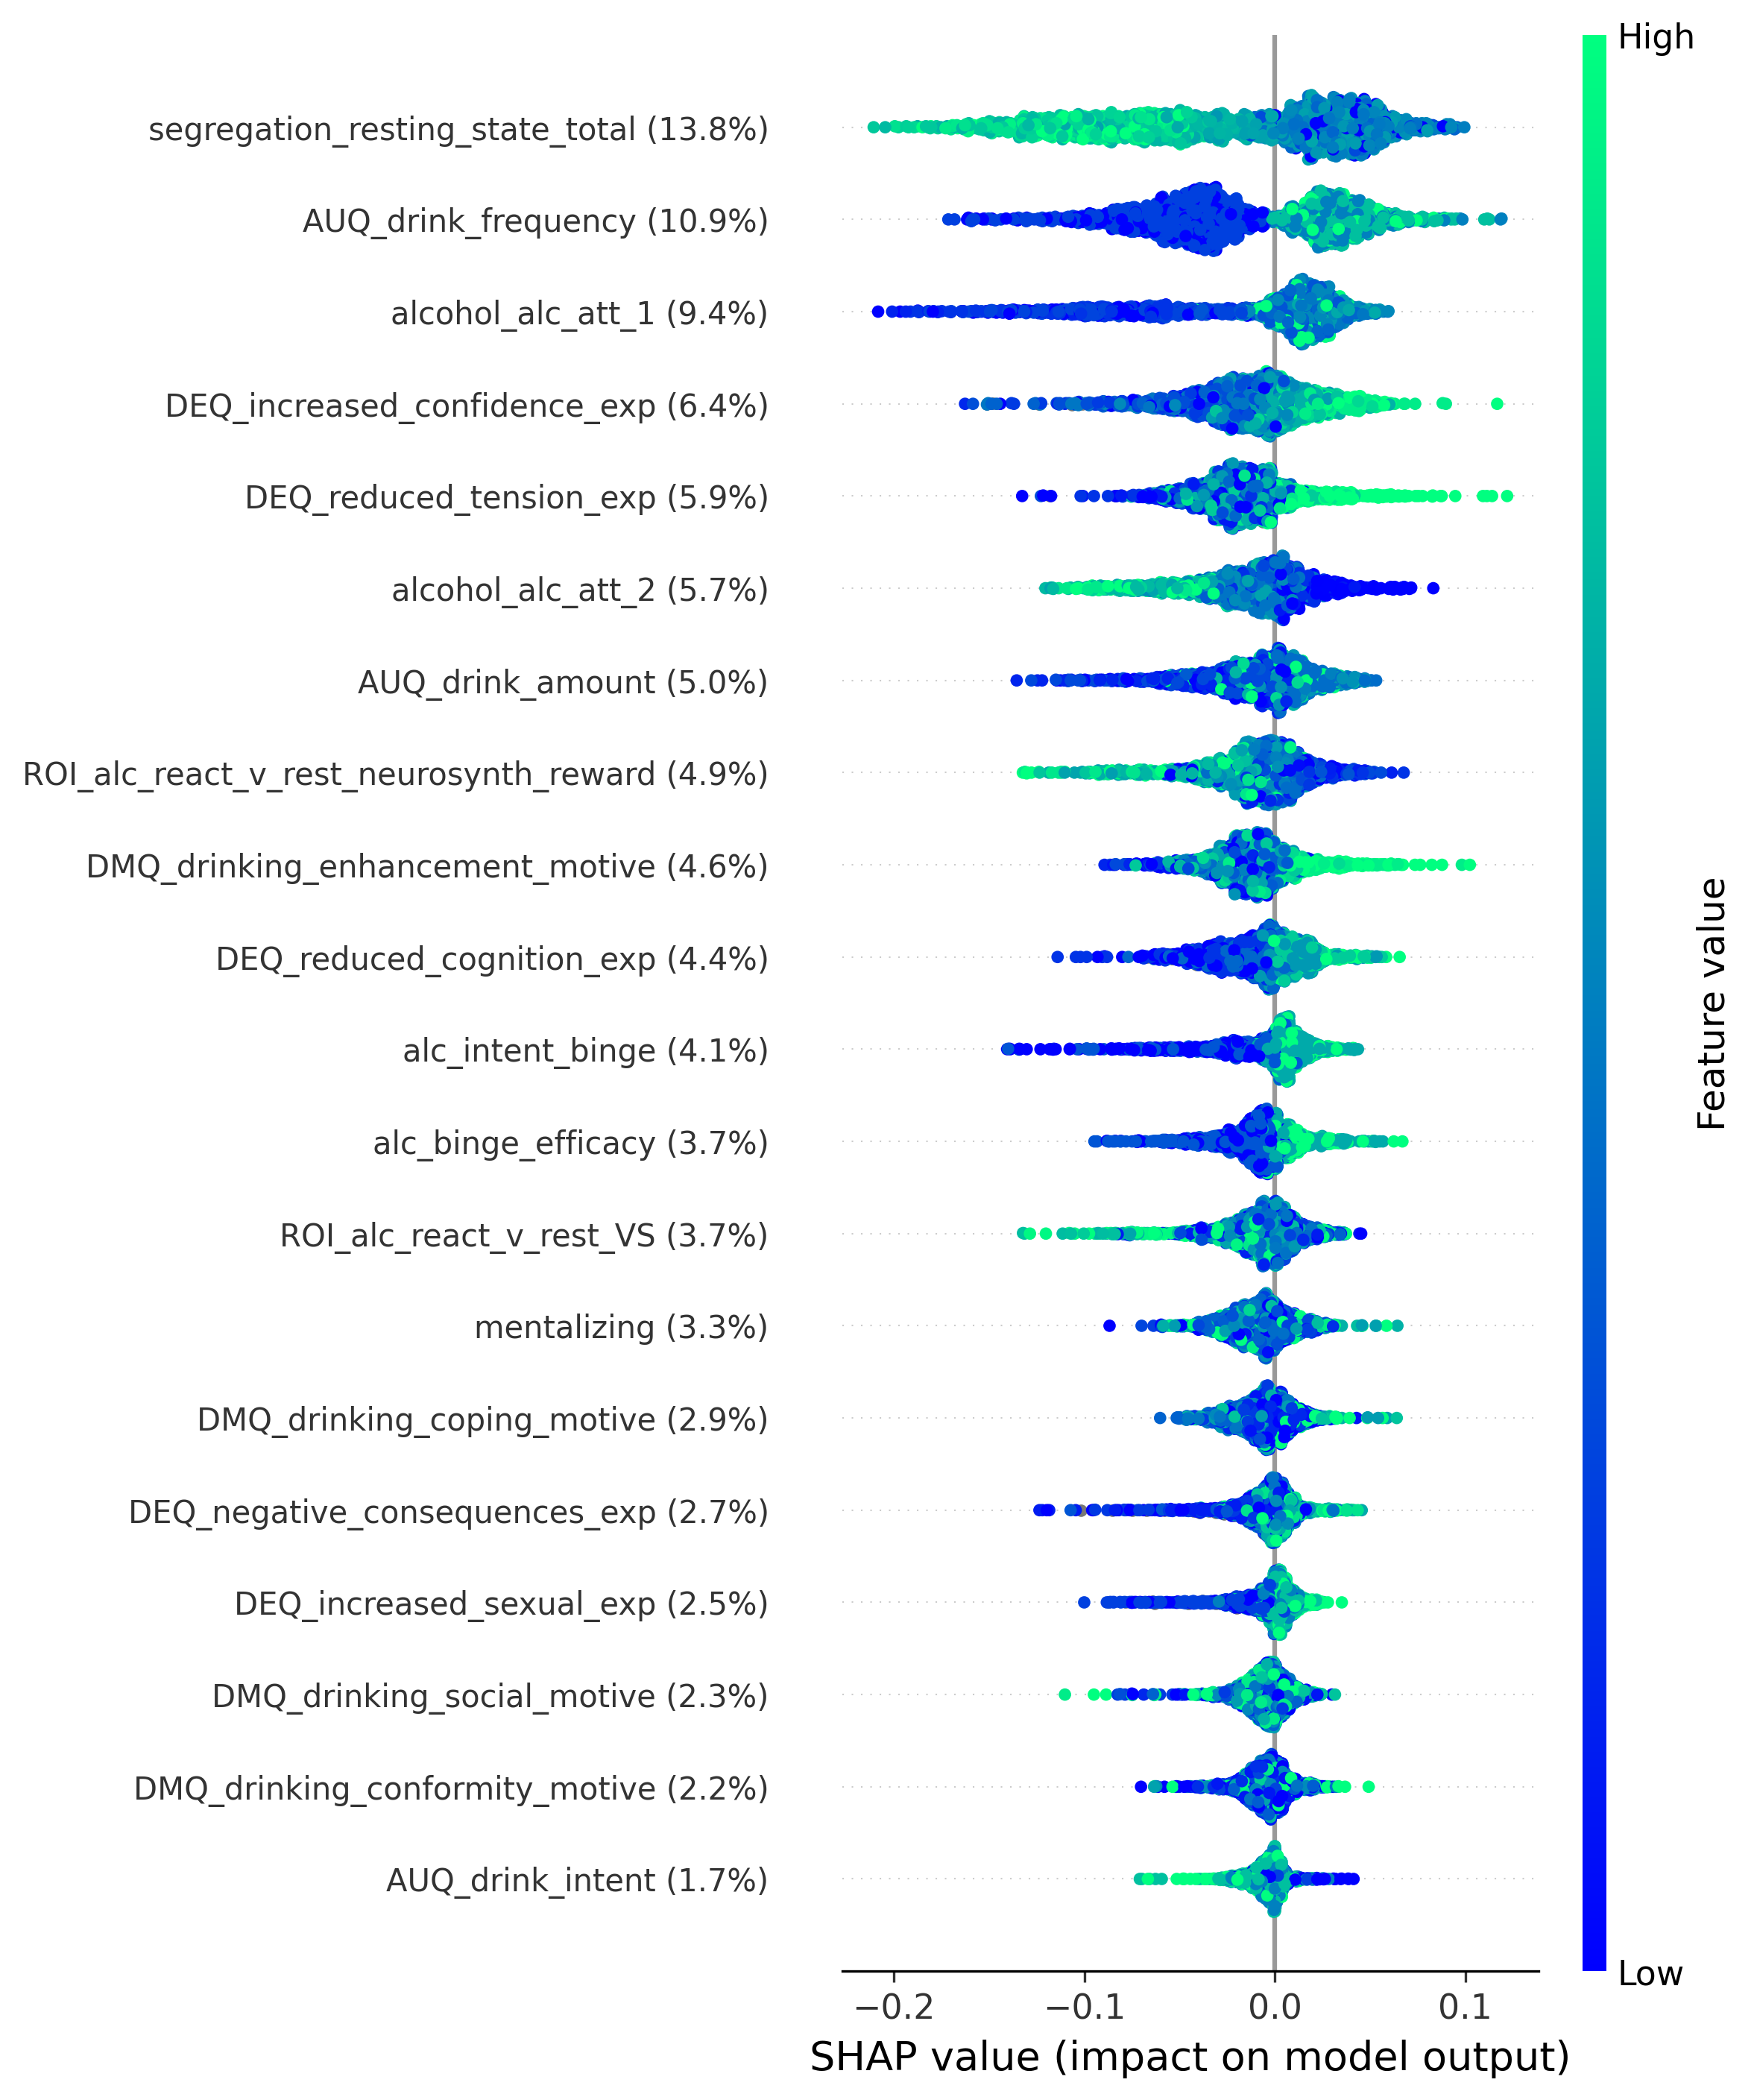 High
segregation_resting_state_total (13.8%)
AUQ_drink_frequency (10.9%)
alcohol_alc_att_1 (9.4%)
DEQ_increased_confidence_exp (6.4%)
DEQ_reduced_tension_exp (5.9%)
alcohol_alc_att_2 (5.7%)
AUQ_drink_amount (5.0%)
ROI_alc_react_v_rest_neurosynth_reward (4.9%)
DMQ_drinking_enhancement_motive (4.6%)
DEQ_reduced_cognition_exp (4.4%)
alc_intent_binge (4.1%)
alc_binge_efficacy (3.7%)
ROI_alc_react_v_rest_VS (3.7%)
mentalizing (3.3%)
DMQ_drinking_coping_motive (2.9%)
DEQ_negative_consequences_exp (2.7%)
DEQ_increased_sexual_exp (2.5%)
DMQ_drinking_social_motive (2.3%)
DMQ_drinking_conformity_motive (2.2%)
AUQ_drink_intent (1.7%)
Feature value
Low
−0.2 −0.1 0.0 0.1
SHAP value (impact on model output)